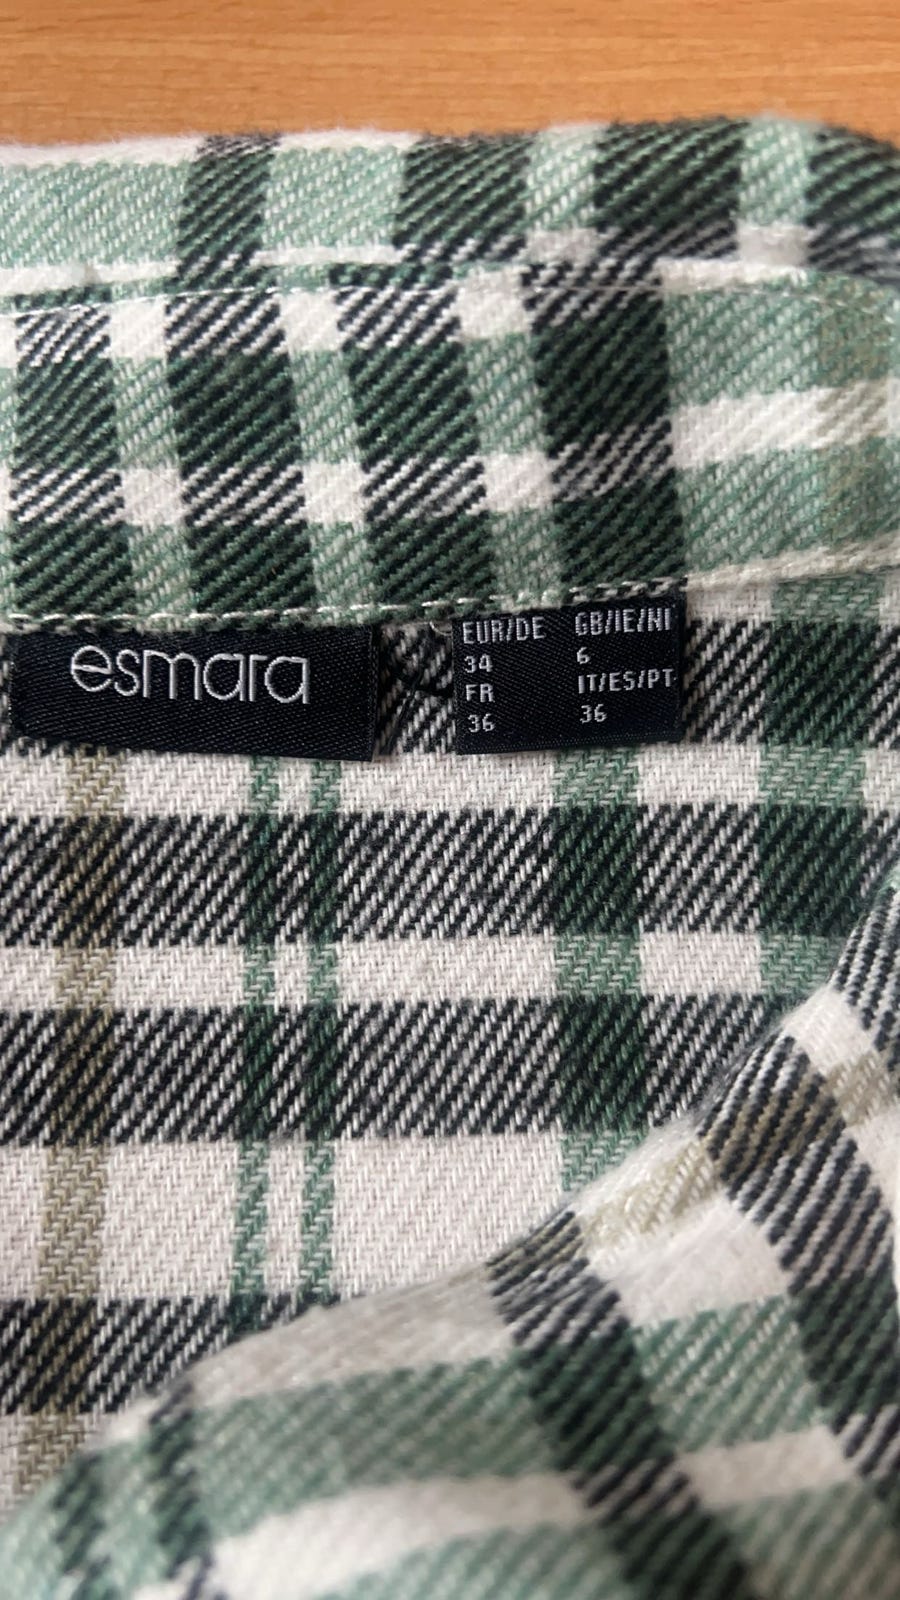 esmara
EUR/DE GB/IE/NI
34 6
FR IT/ES/PT
36 36